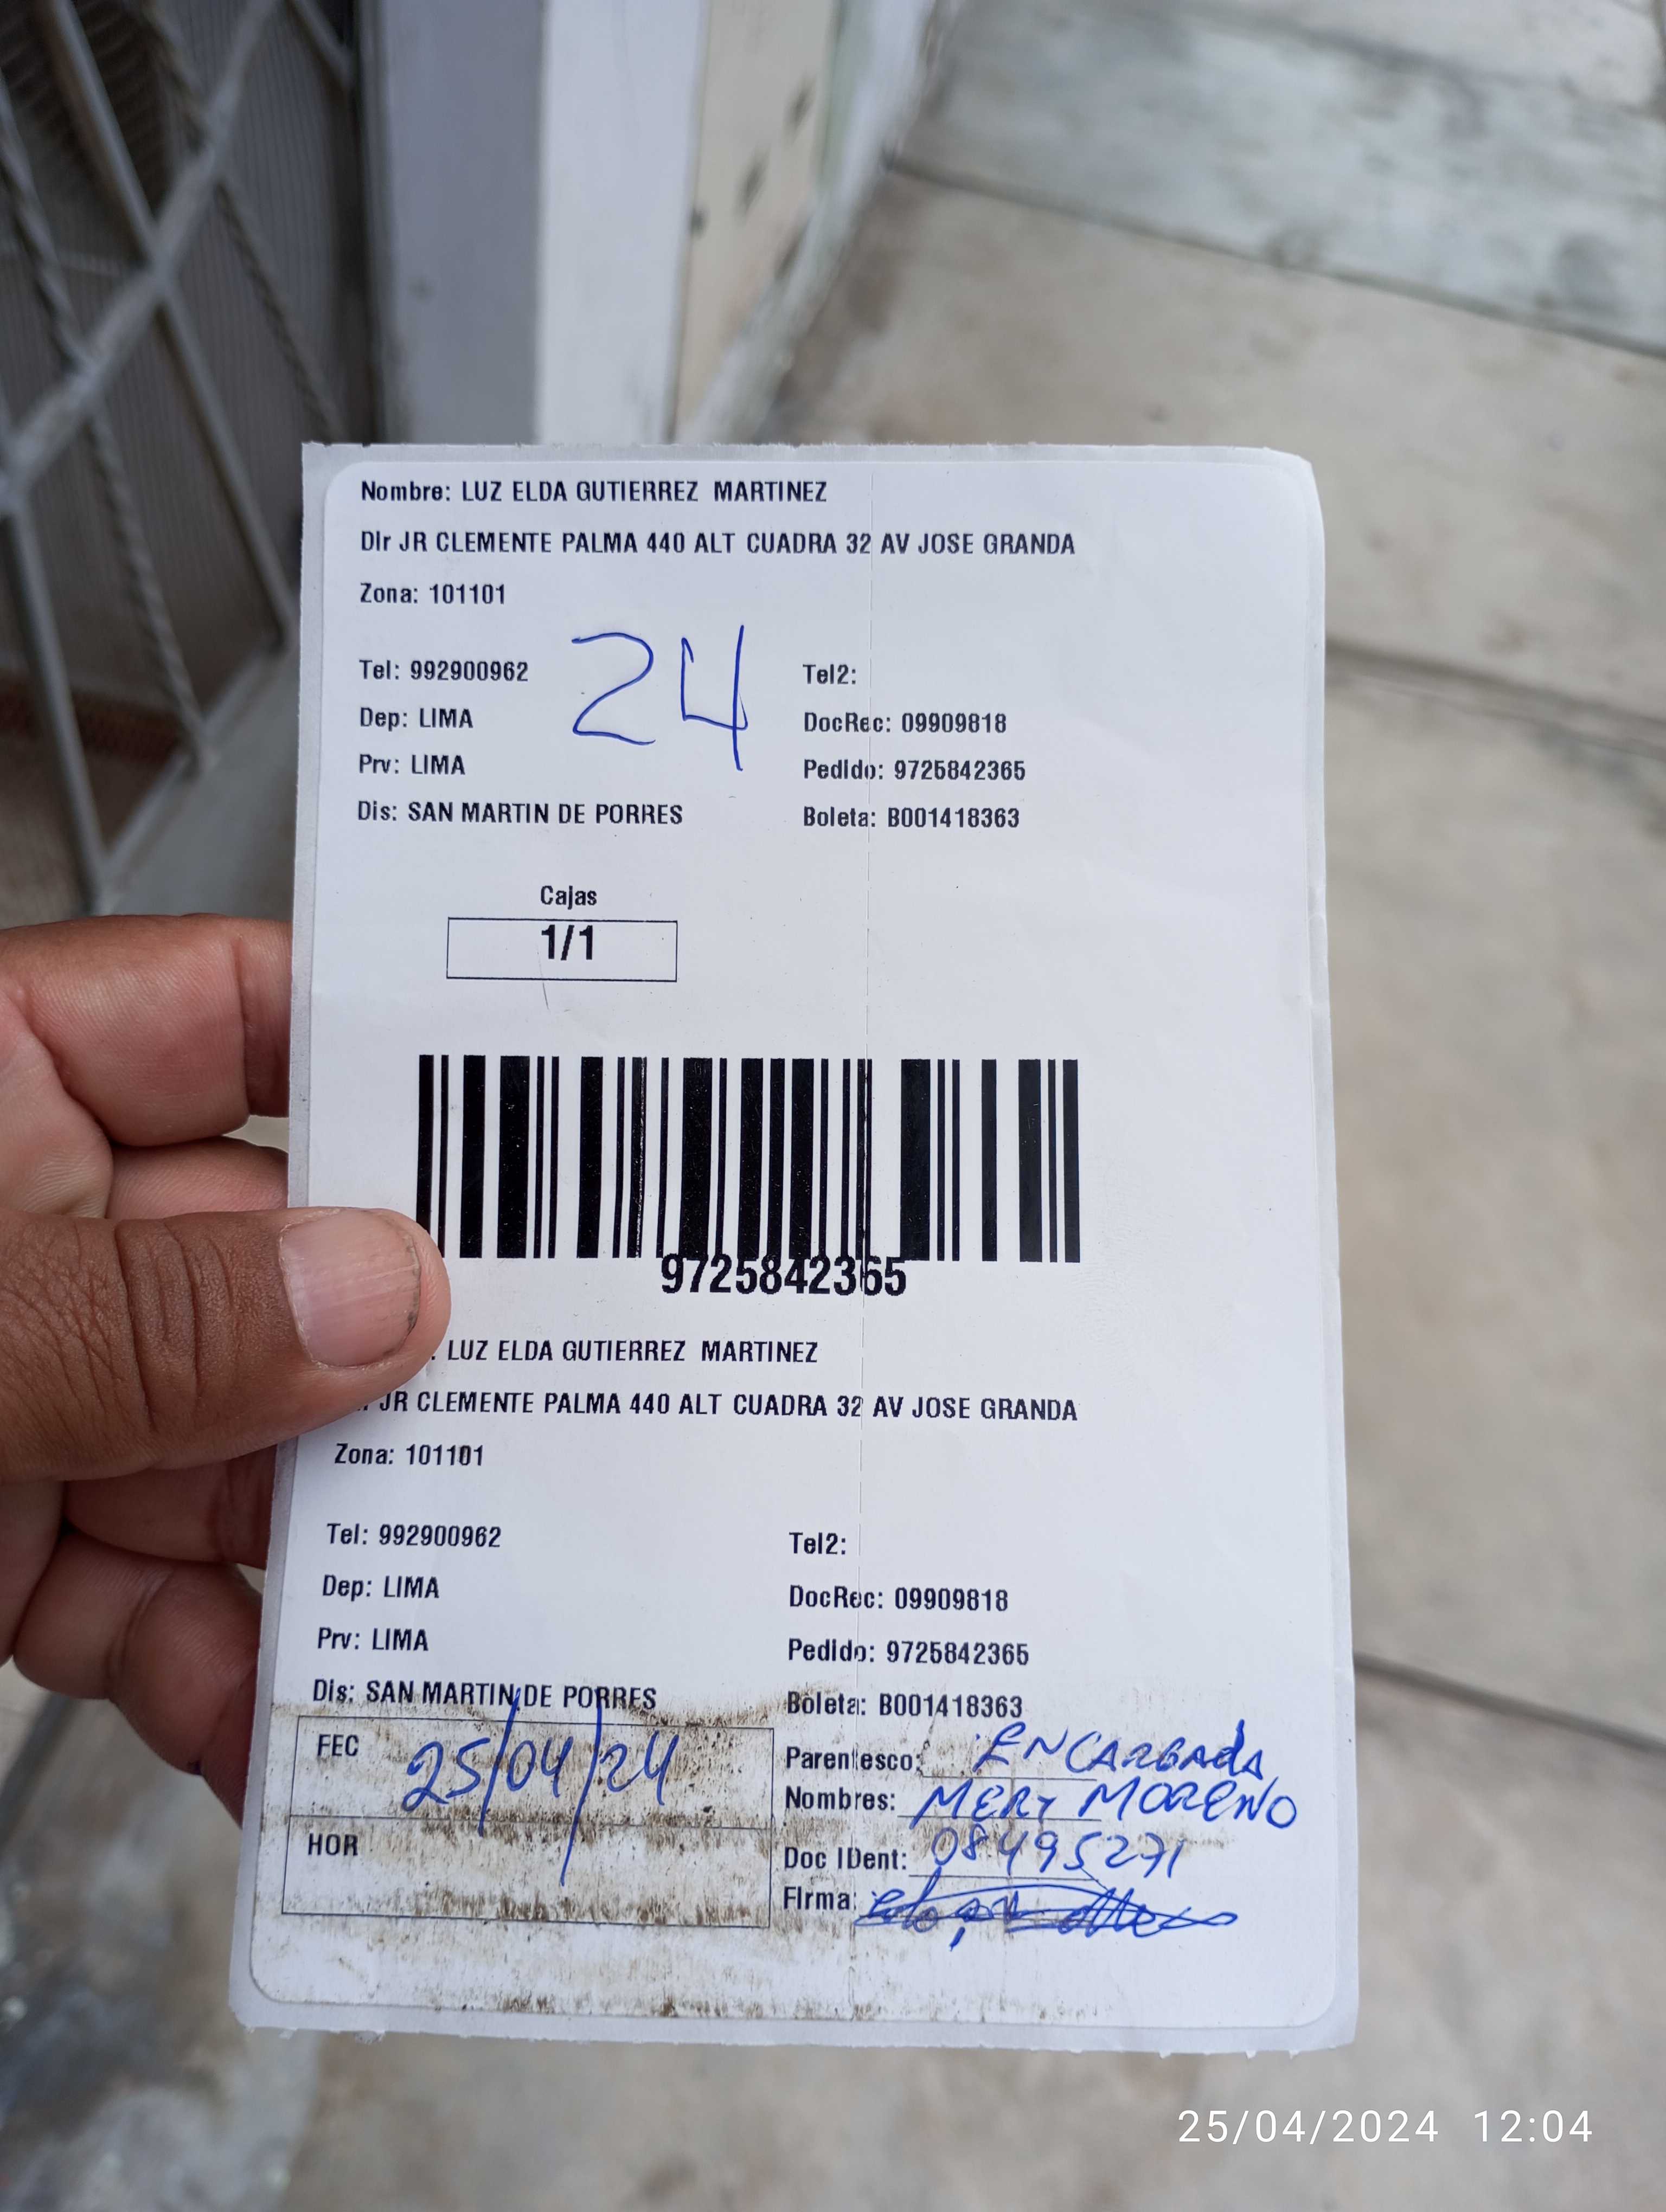 Nombre: LUZ ELDA GUTIERREZ MARTINEZ
Dir JR CLEMENTE PALMA 440 ALT CUADRA 32 AV JOSE GRANDA
Zona: 101101
24
Tel: 992900962 Tel2:
Dep: LIMA DocRec: 09909818
Prv: LIMA Pedido: 9725842365
Dis: SAN MARTIN DE PORRES Boleta: B001418363
Cajas
1/1
9725842365
LUZ ELDA GUTIERREZ MARTINEZ
JR CLEMENTE PALMA 440 ALT CUADRA 32 AV JOSE GRANDA
Zona: 101101
Tel: 992900962 Tel2:
Dep: LIMA DocRec: 09909818
Prv: LIMA Pedido: 9725842365
Dis: SAN MARTIN DE PORRES Boleta: B001418363
FEC 25/04/24 Parentesco: ENCARGADA
Nombres: MERY MORENO
HOR Doc IDent: 08495271
Firma:
25/04/2024 12:04